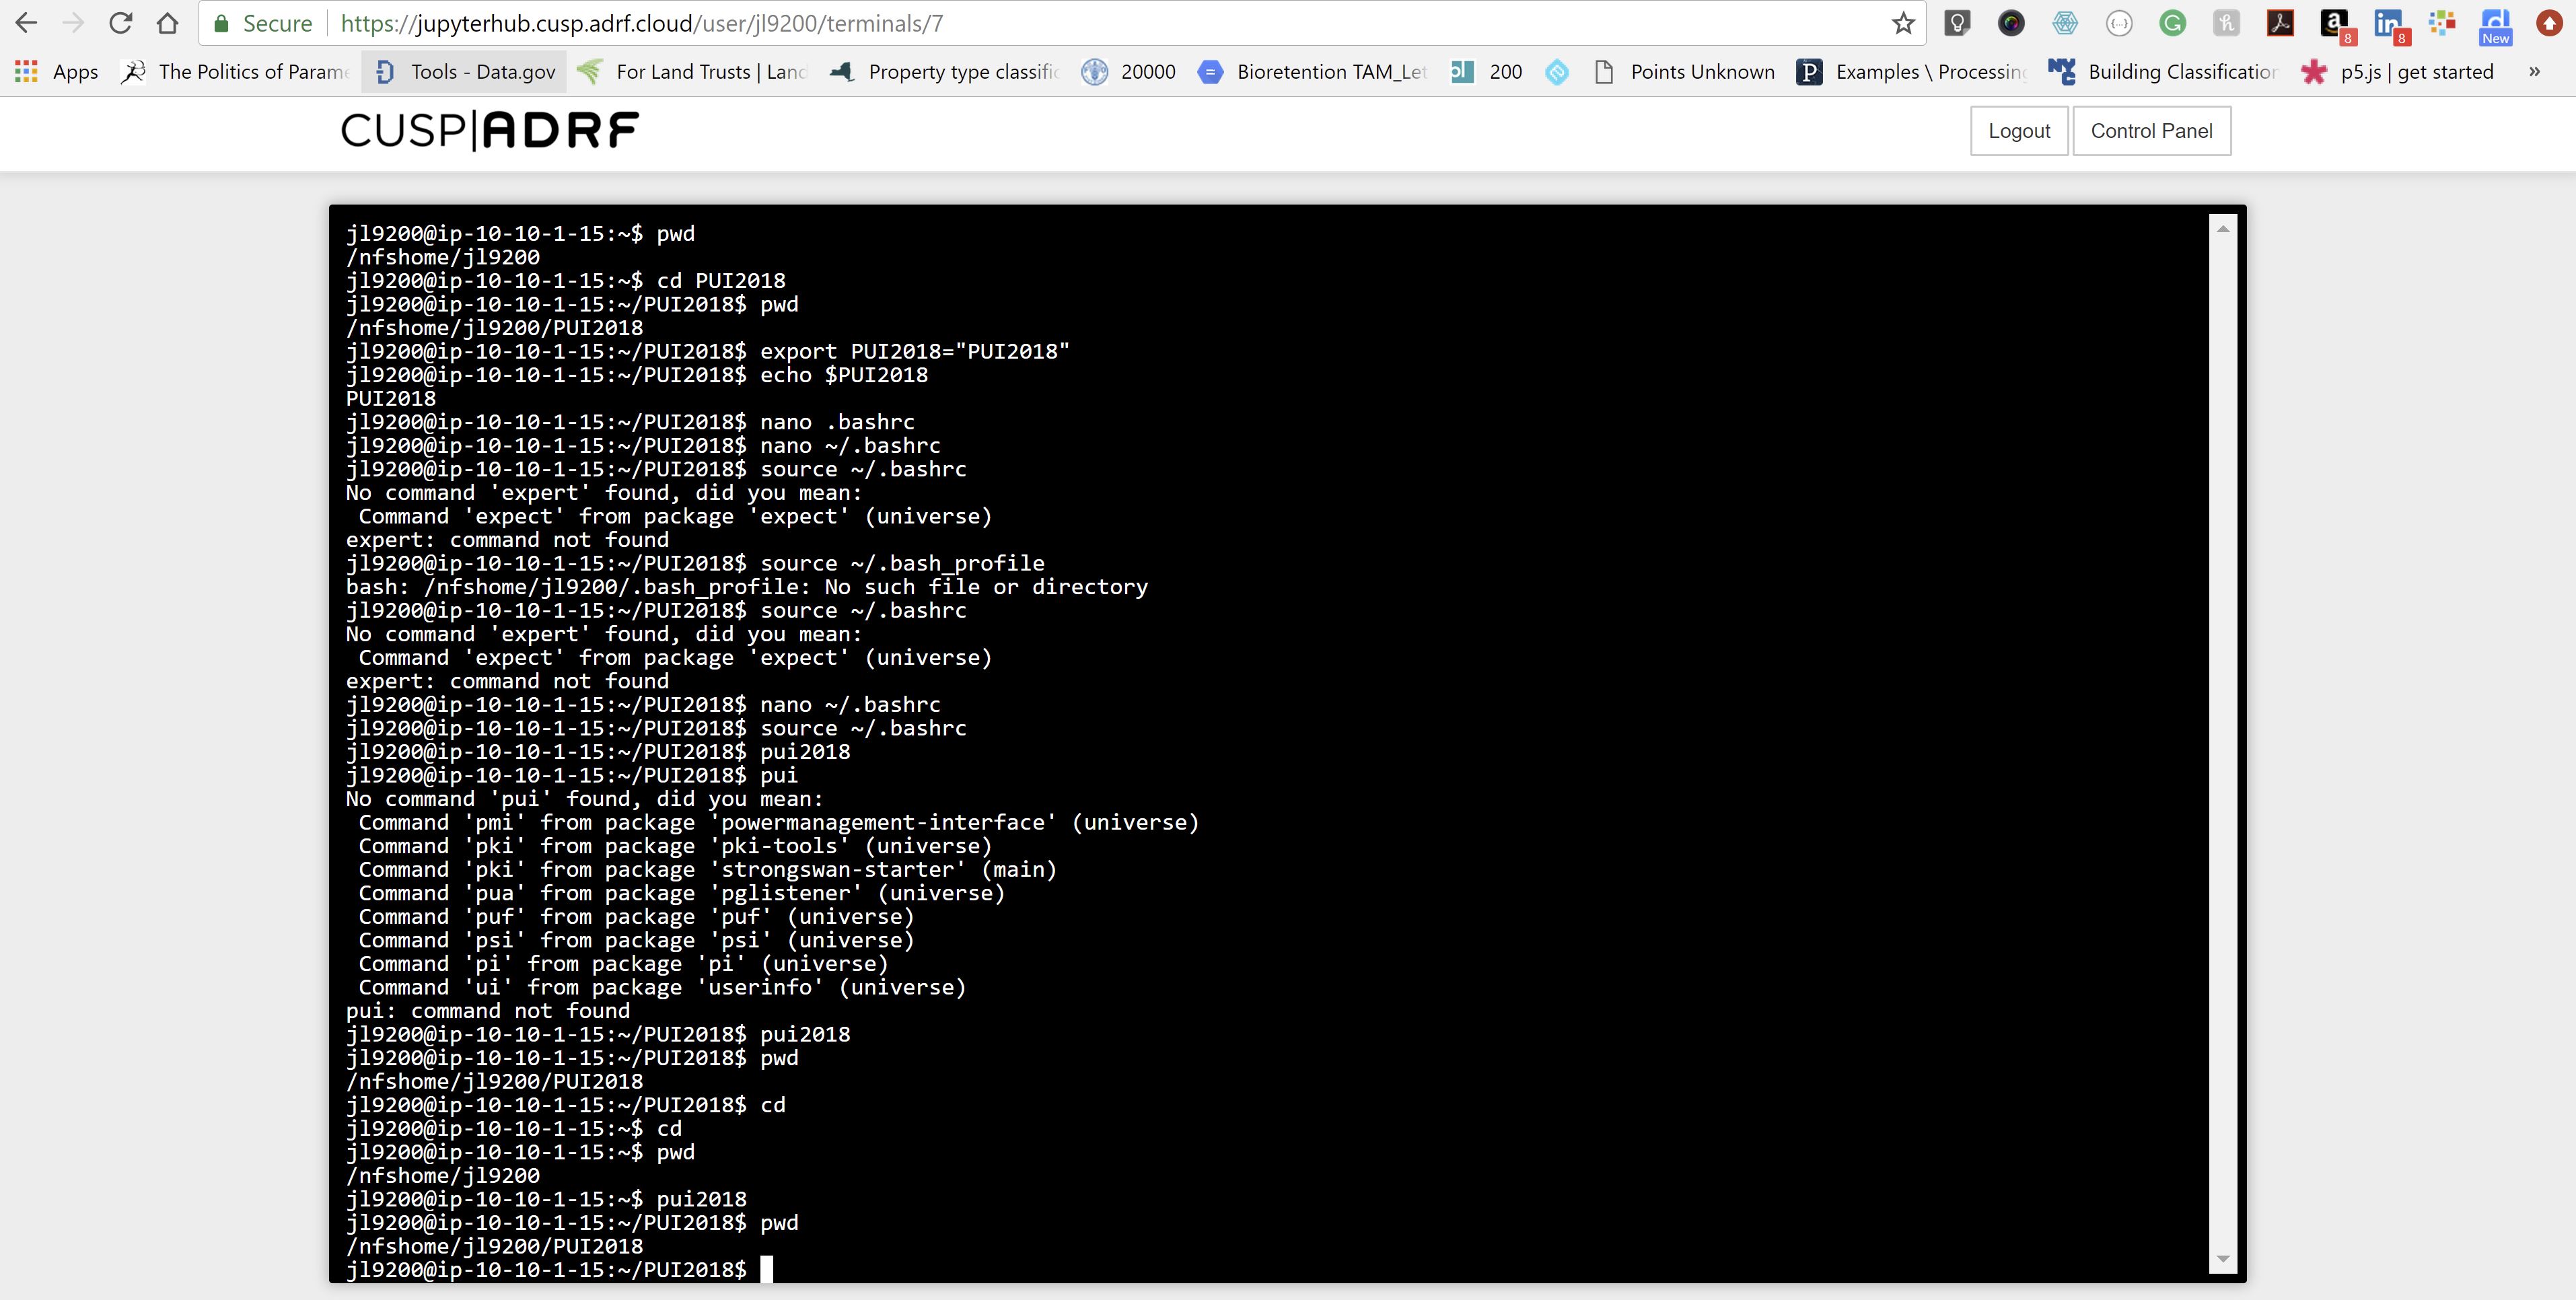 Secure https://jupyterhub.cusp.adrf.cloud/user/jl9200/terminals/7
8 8 New
Apps The Politics of Parame Tools - Data.gov For Land Trusts | Land Property type classific 20000 Bioretention TAM_Let 200 Points Unknown Examples \ Processing Building Classification p5.js | get started »
CUSP|ADRF Logout Control Panel
jl9200@ip-10-10-1-15:~$ pwd
/nfshome/jl9200
jl9200@ip-10-10-1-15:~$ cd PUI2018
jl9200@ip-10-10-1-15:~/PUI2018$ pwd
/nfshome/jl9200/PUI2018
jl9200@ip-10-10-1-15:~/PUI2018$ export PUI2018="PUI2018"
jl9200@ip-10-10-1-15:~/PUI2018$ echo $PUI2018
PUI2018
jl9200@ip-10-10-1-15:~/PUI2018$ nano .bashrc
jl9200@ip-10-10-1-15:~/PUI2018$ nano ~/.bashrc
jl9200@ip-10-10-1-15:~/PUI2018$ source ~/.bashrc
No command 'expert' found, did you mean:
 Command 'expect' from package 'expect' (universe)
expert: command not found
jl9200@ip-10-10-1-15:~/PUI2018$ source ~/.bash_profile
bash: /nfshome/jl9200/.bash_profile: No such file or directory
jl9200@ip-10-10-1-15:~/PUI2018$ source ~/.bashrc
No command 'expert' found, did you mean:
 Command 'expect' from package 'expect' (universe)
expert: command not found
jl9200@ip-10-10-1-15:~/PUI2018$ nano ~/.bashrc
jl9200@ip-10-10-1-15:~/PUI2018$ source ~/.bashrc
jl9200@ip-10-10-1-15:~/PUI2018$ pui2018
jl9200@ip-10-10-1-15:~/PUI2018$ pui
No command 'pui' found, did you mean:
 Command 'pmi' from package 'powermanagement-interface' (universe)
 Command 'pki' from package 'pki-tools' (universe)
 Command 'pki' from package 'strongswan-starter' (main)
 Command 'pua' from package 'pglistener' (universe)
 Command 'puf' from package 'puf' (universe)
 Command 'psi' from package 'psi' (universe)
 Command 'pi' from package 'pi' (universe)
 Command 'ui' from package 'userinfo' (universe)
pui: command not found
jl9200@ip-10-10-1-15:~/PUI2018$ pui2018
jl9200@ip-10-10-1-15:~/PUI2018$ pwd
/nfshome/jl9200/PUI2018
jl9200@ip-10-10-1-15:~/PUI2018$ cd
jl9200@ip-10-10-1-15:~$ cd
jl9200@ip-10-10-1-15:~$ pwd
/nfshome/jl9200
jl9200@ip-10-10-1-15:~$ pui2018
jl9200@ip-10-10-1-15:~/PUI2018$ pwd
/nfshome/jl9200/PUI2018
jl9200@ip-10-10-1-15:~/PUI2018$